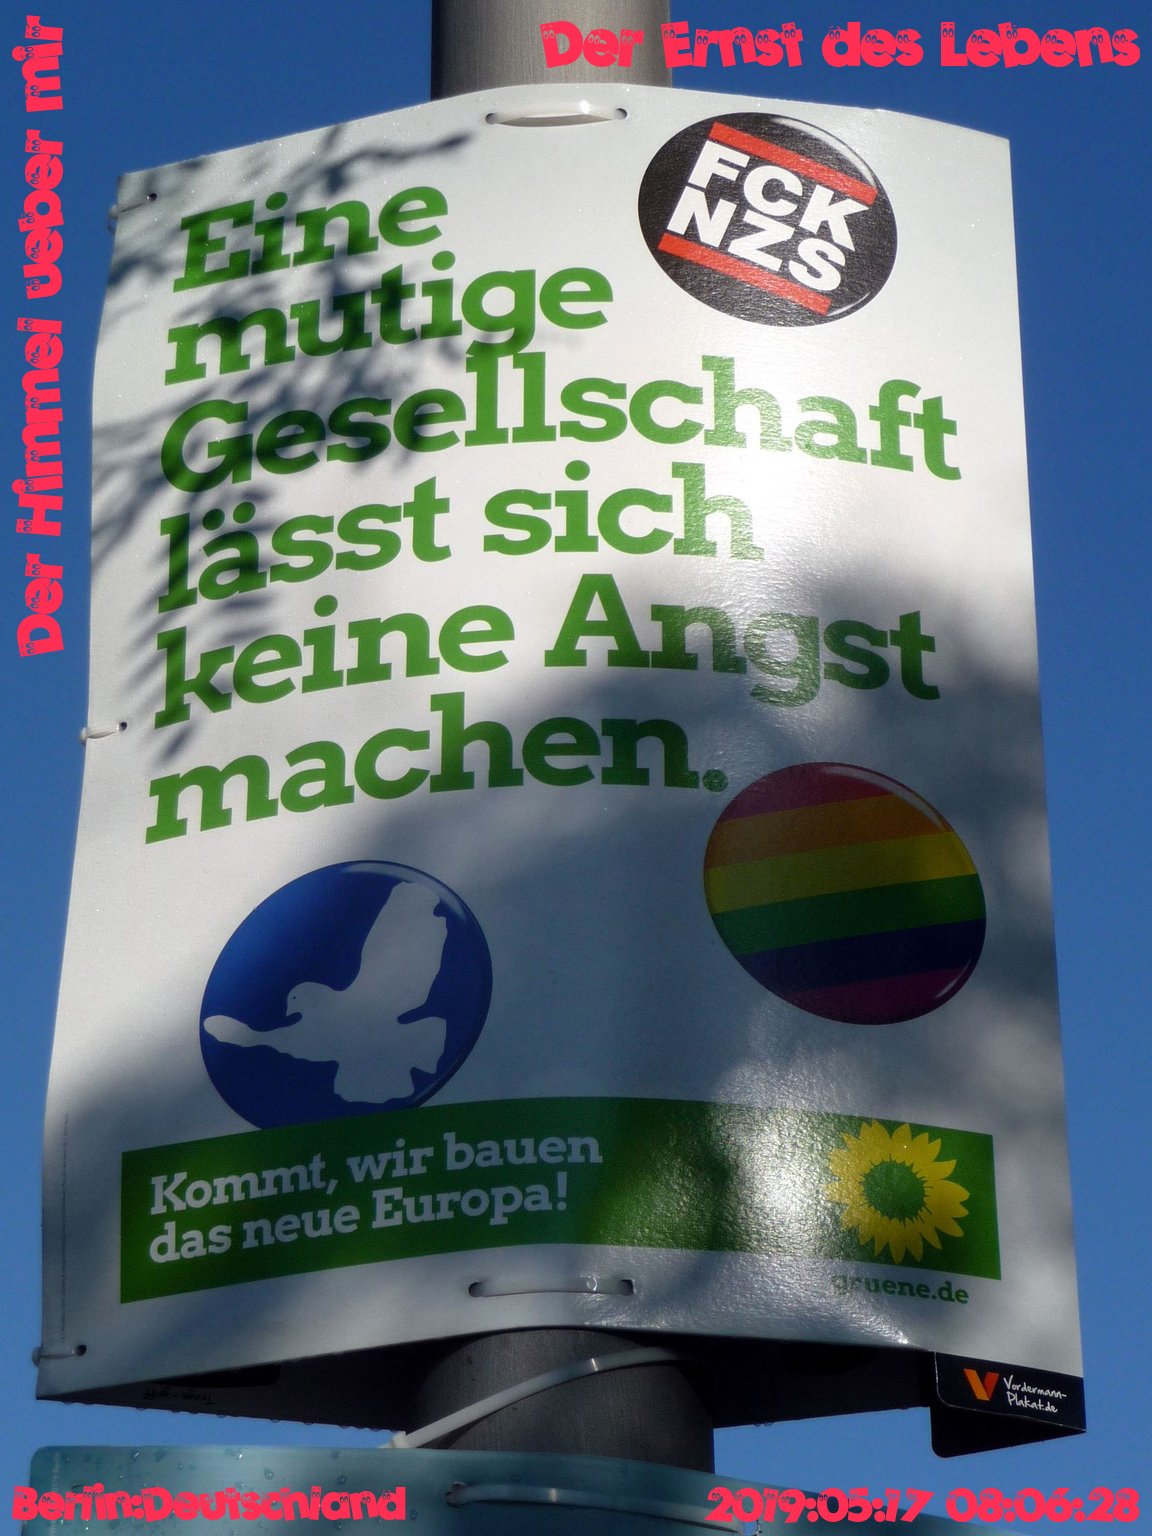 Der Ernst des Lebens
Der Himmel ueber mir
FCK
NZS
Eine
mutige
Gesellschaft
lässt sich
keine Angst
machen.
Kommt, wir bauen
das neue Europa!
gruene.de
Vordermann-
Plakat.de
Berlin:Deutschland
2019:05:17 08:06:28